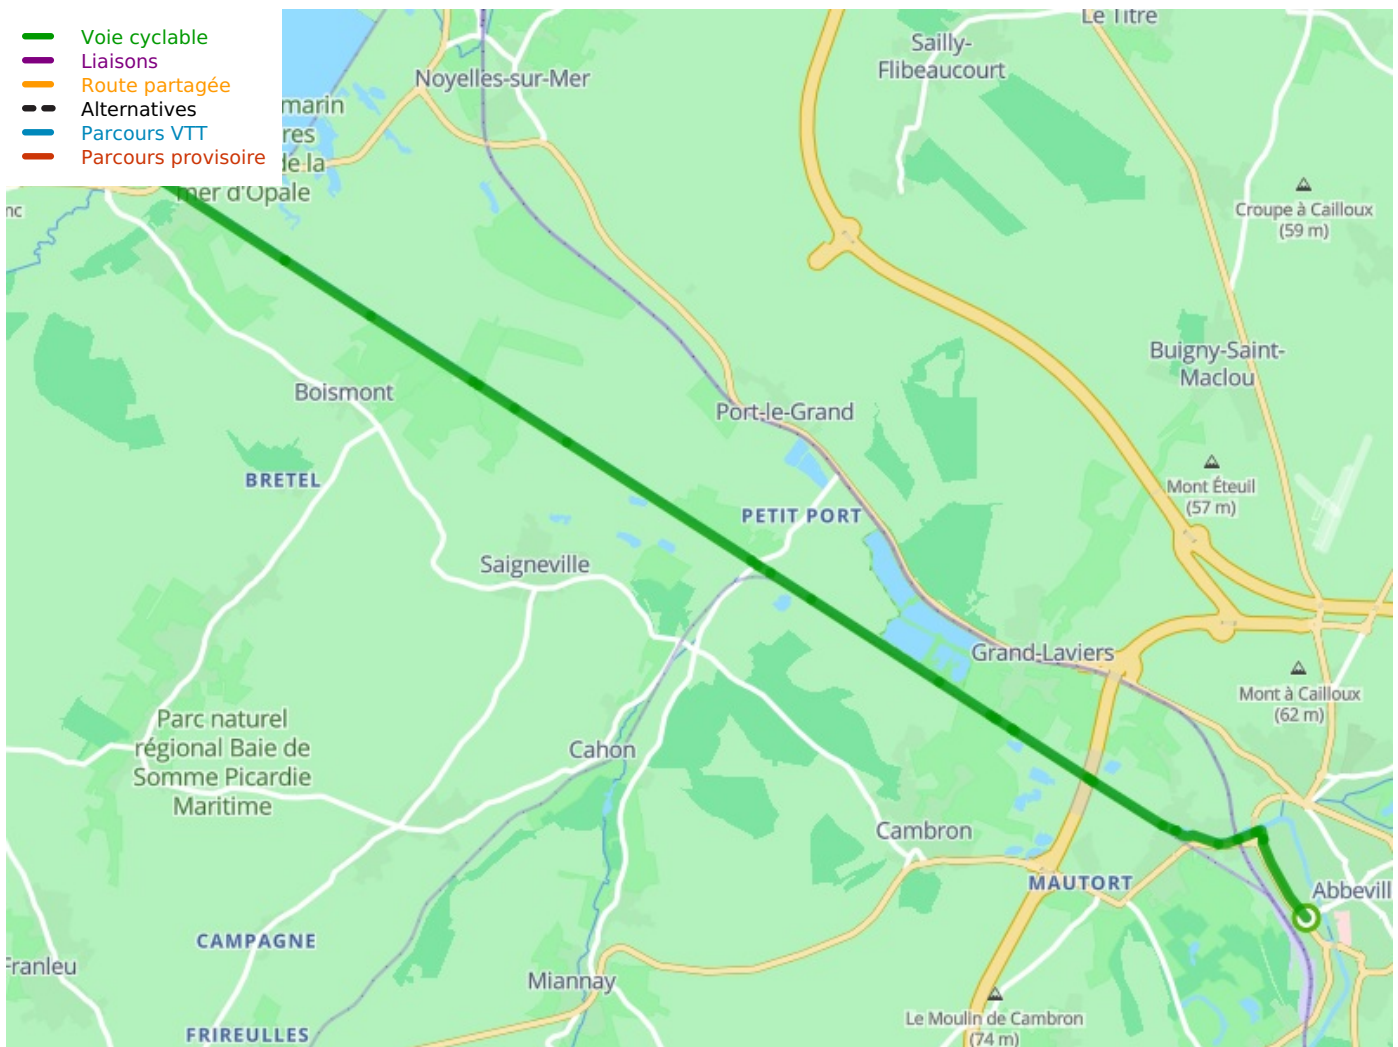 Voie cyclable
Liaisons
Route partagée
Alternatives
Parcours VTT
Parcours provisoire
Le Titre
Sailly-
Flibeaucourt
Noyelles-sur-Mer
marin
res
de la
mer d'Opale
nc
Croupe à Cailloux
(59 m)
Buigny-Saint-
Maclou
Boismont
Port-le-Grand
BRETEL
Mont Éteuil
(57 m)
PETIT PORT
Saigneville
Grand-Laviers
Mont à Cailloux
(62 m)
Parc naturel
régional Baie de
Somme Picardie
Maritime
Cahon
Cambron
MAUTORT
Abbevill
CAMPAGNE
Franleu
Miannay
Le Moulin de Cambron
(74 m)
FRIREULLES